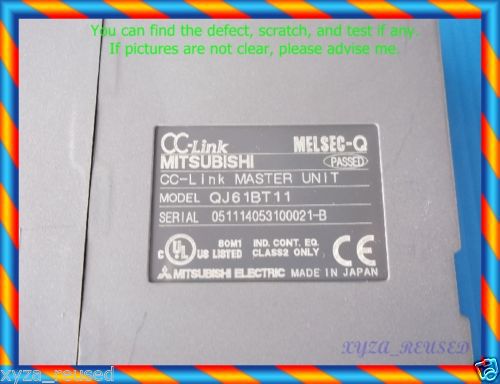 You can find the defect, scratch, and test if any.
If pictures are not clear, please advise me.
CC-Link MELSEC-Q
MITSUBISHI PASSED
CC-Link MASTER UNIT
MODEL QJ61BT11
SERIAL 051114053100021-B
C UL US LISTED 80M1 IND. CONT. EQ. CLASS2 ONLY CE
MITSUBISHI ELECTRIC MADE IN JAPAN
XYZA_REUSED
xyza_reused